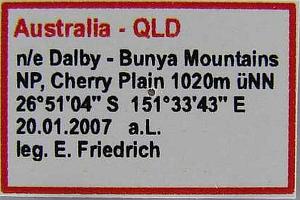 Australia - QLD
n/e Dalby - Bunya Mountains
NP, Cherry Plain 1020m üNN
26°51'04" S  151°33'43" E
20.01.2007   a.L.
leg. E. Friedrich